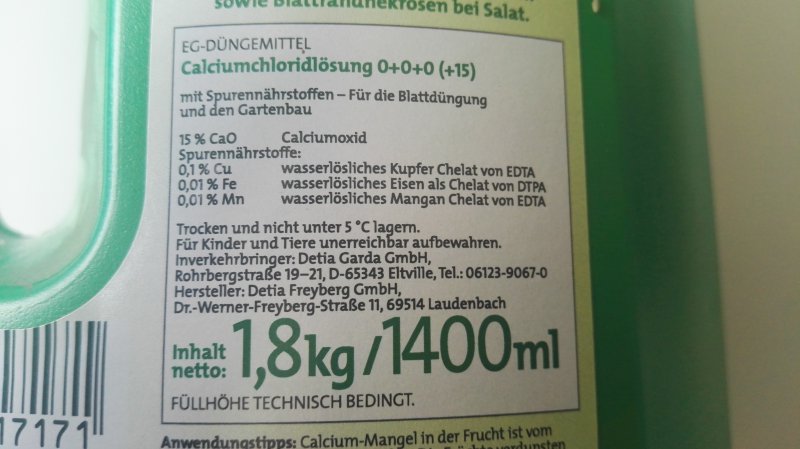 sowie Blattrandnekrosen bei Salat.
EG-DÜNGEMITTEL
Calciumchloridlösung 0+0+0 (+15)
mit Spurennährstoffen – Für die Blattdüngung
und den Gartenbau
15 % CaO Calciumoxid
Spurennährstoffe:
0,1 % Cu wasserlösliches Kupfer Chelat von EDTA
0,01 % Fe wasserlösliches Eisen als Chelat von DTPA
0,01 % Mn wasserlösliches Mangan Chelat von EDTA
Trocken und nicht unter 5 °C lagern.
Für Kinder und Tiere unerreichbar aufbewahren.
Inverkehrbringer: Detia Garda GmbH,
Rohrbergstraße 19–21, D-65343 Eltville, Tel.: 06123-9067-0
Hersteller: Detia Freyberg GmbH,
Dr.-Werner-Freyberg-Straße 11, 69514 Laudenbach
Inhalt
netto: 1,8kg/1400ml
FÜLLHÖHE TECHNISCH BEDINGT.
17171
Anwendungstipps: Calcium-Mangel in der Frucht ist vom